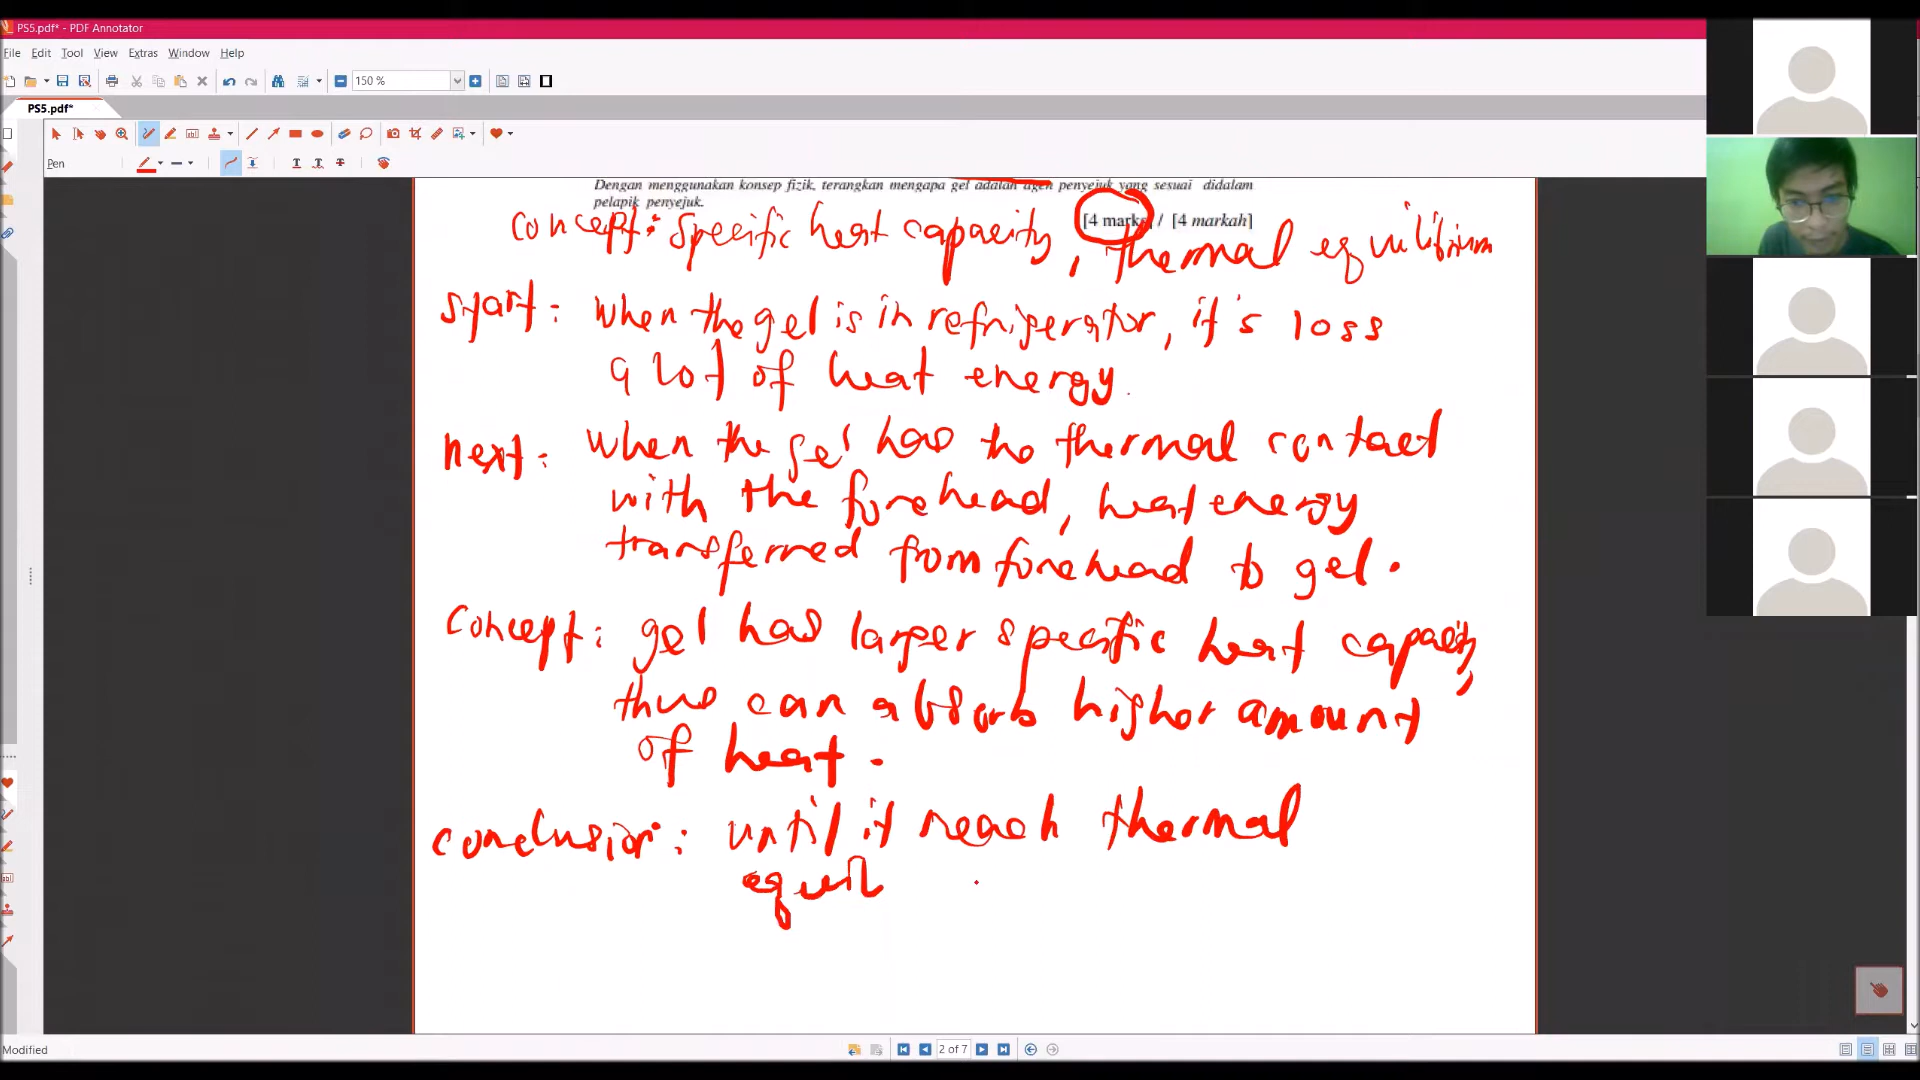 PS5.pdf* - PDF Annotator
File Edit Tool View Favorites Extras Window Help
150 %
PS5.pdf*
Pen
Dengan menggunakan konsep fizik, terangkan mengapa gel adalah agen penyejuk yang sesuai didalam
pelapik penyejuk.
[4 marks] / [4 markah]
concept: specific heat capacity, thermal equilibrium
start: when the gel is in refrigerator, it's loss
a lot of heat energy.
next: when the gel has the thermal contact
with the forehead, heat energy
transferred from forehead to gel.
concept: gel has larger specific heat capacity,
thus can absorb higher amount
of heat.
conclusion: until it reach thermal
equil
Modified
2 of 7